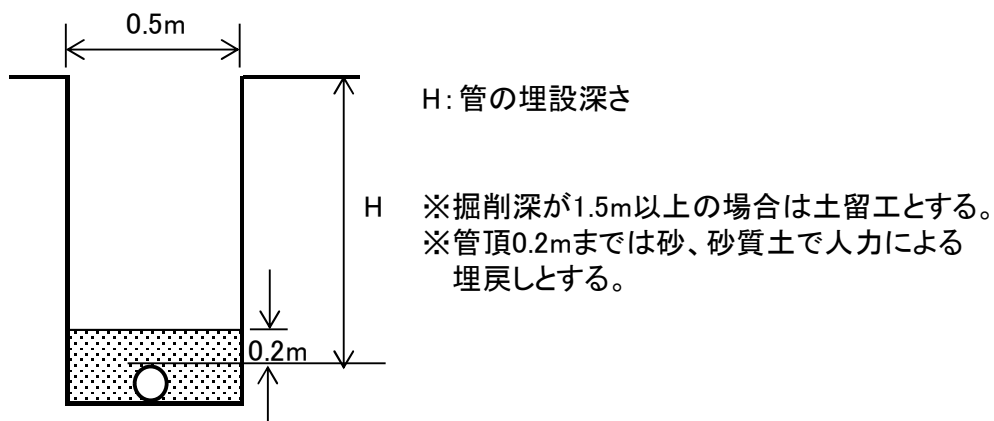 0.5m
H：管の埋設深さ
H
※掘削深が1.5m以上の場合は土留工とする。
※管頂0.2mまでは砂、砂質土で人力による
埋戻しとする。
0.2m